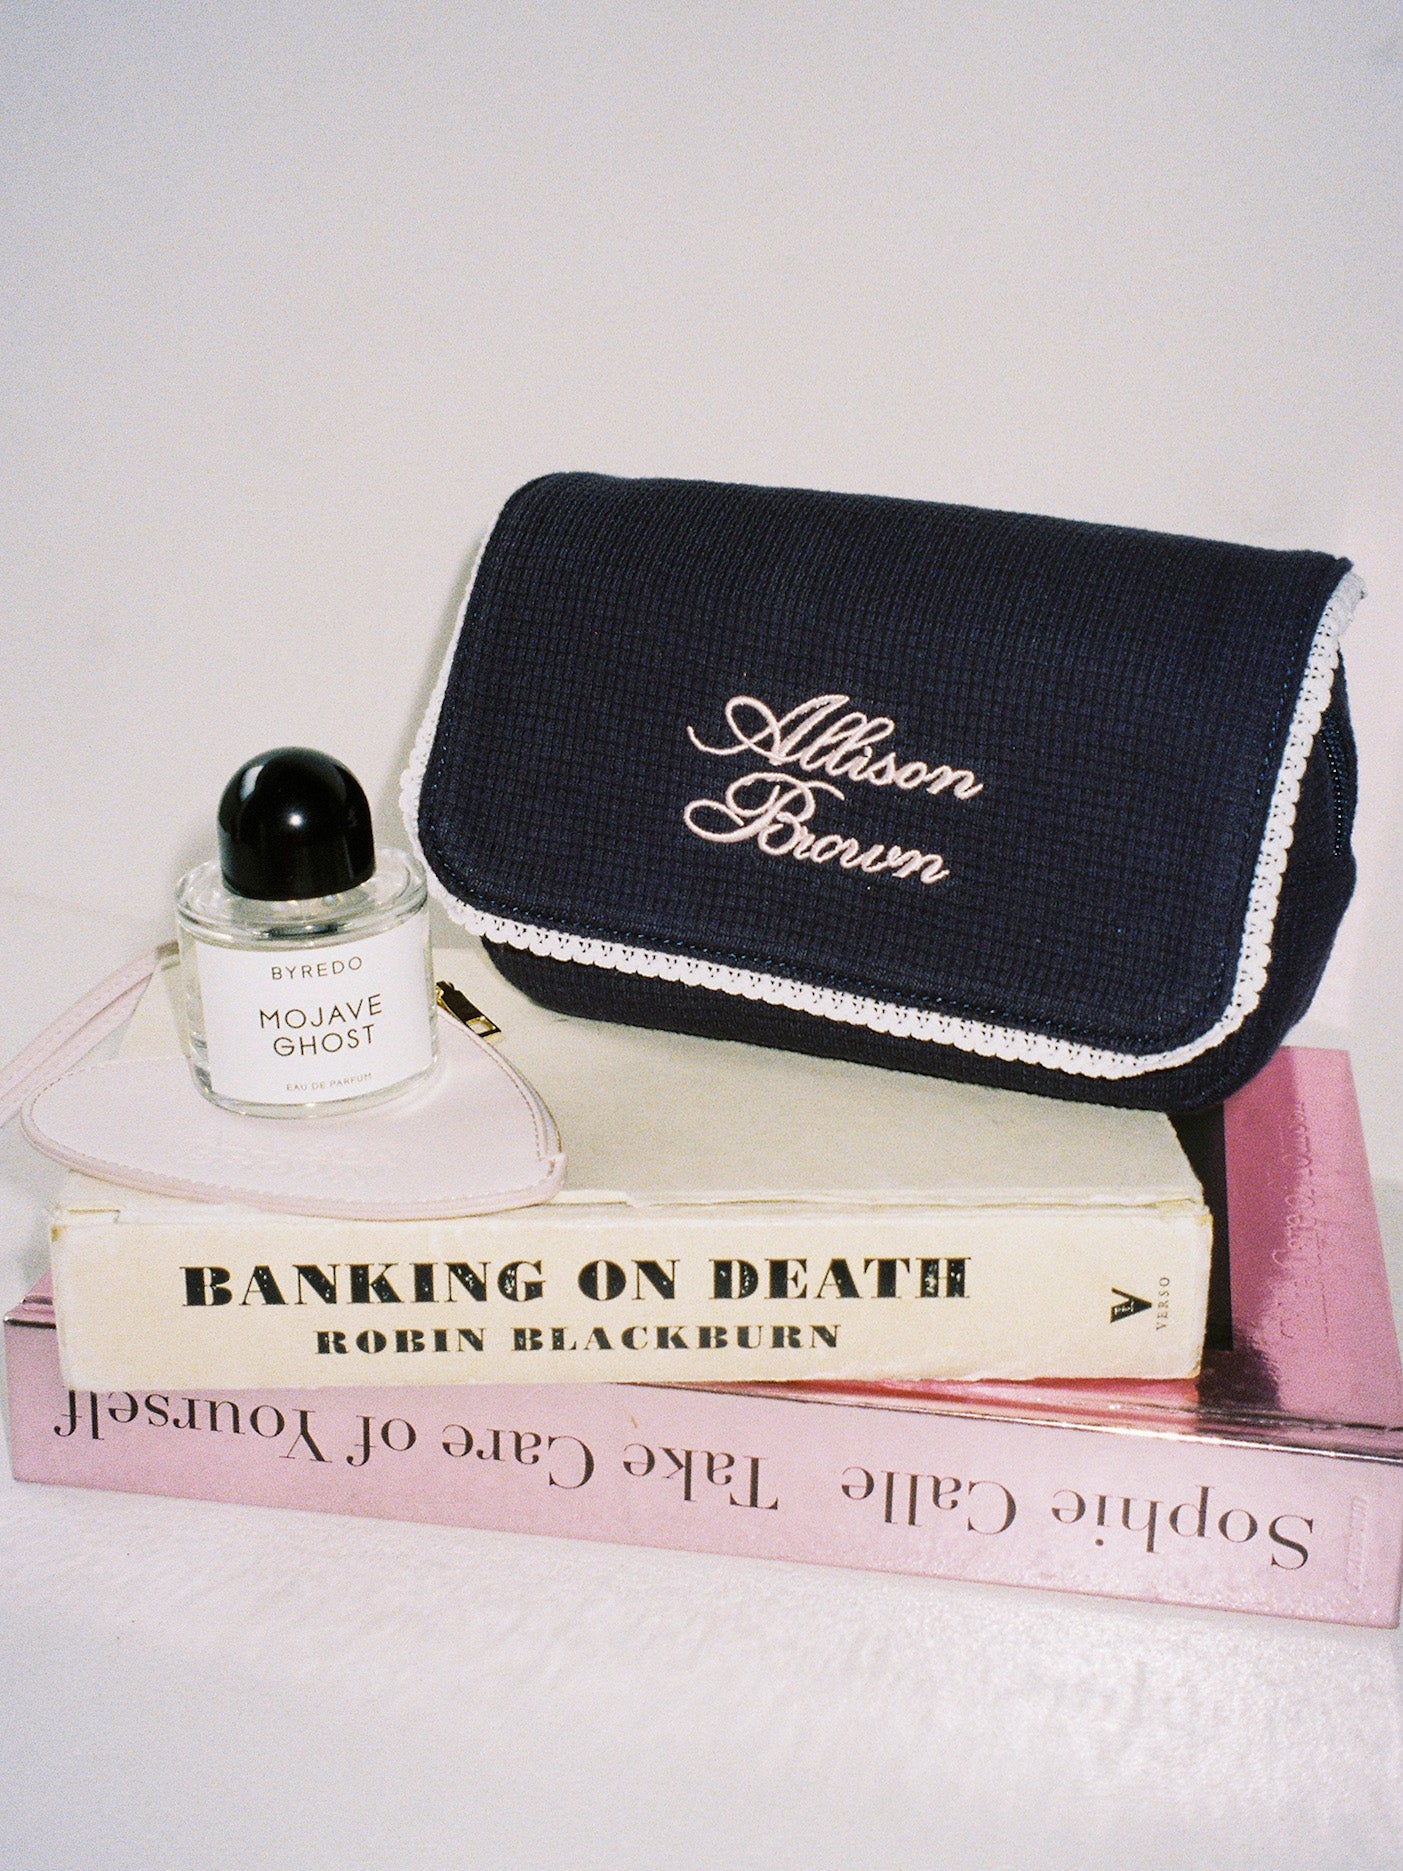 Allison
Brown
BYREDO
MOJAVE
GHOST
EAU DE PARFUM
BANKING ON DEATH
ROBIN BLACKBURN
VERSO
Sophie Calle Take Care of Yourself